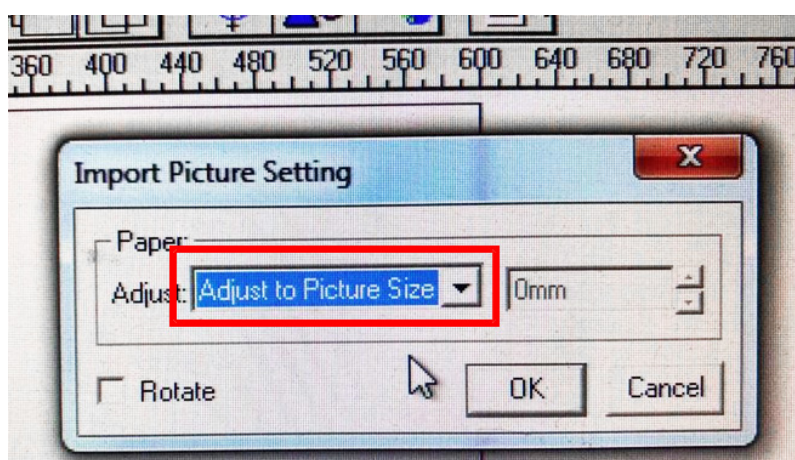 360 400 440 480 520 560 600 640 680 720 760
Import Picture Setting
Paper:
Adjust: Adjust to Picture Size 0mm
Rotate OK Cancel